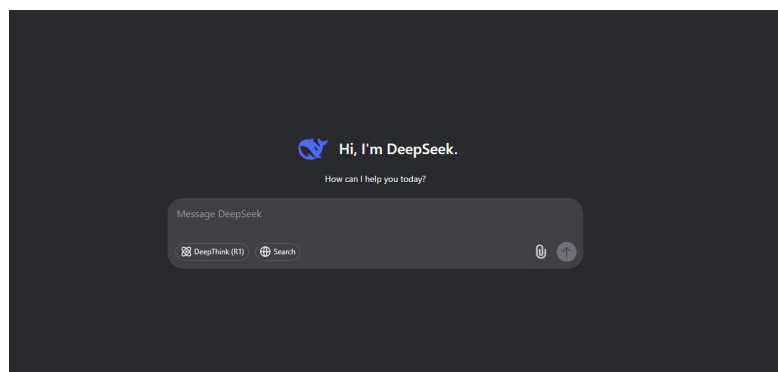 Hi, I'm DeepSeek.
How can I help you today?
Message DeepSeek
DeepThink (R1) Search